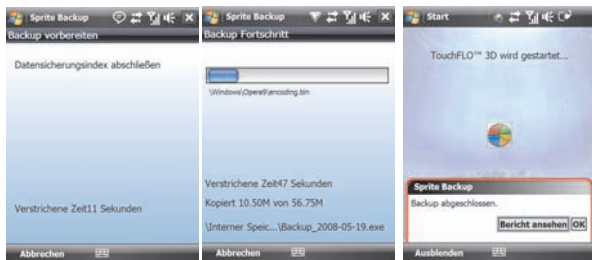 Sprite Backup
Backup vorbereiten
Datensicherungsindex abschließen
Verstrichene Zeit11 Sekunden
Abbrechen
Sprite Backup
Backup Fortschritt
\Windows\Opera9\encoding.bin
Verstrichene Zeit47 Sekunden
Kopiert 10.50M von 56.75M
\Interner Speic...\Backup_2008-05-19.exe
Abbrechen
Start
TouchFLO™ 3D wird gestartet...
Sprite Backup
Backup abgeschlossen.
Bericht ansehen OK
Ausblenden